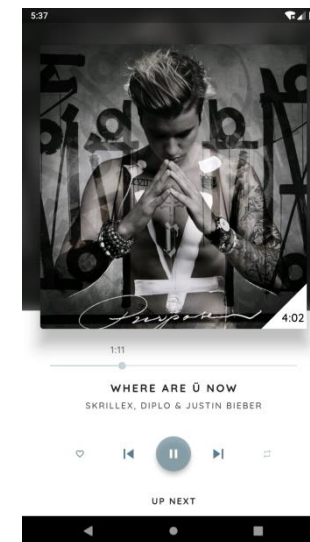 5:37
Purpose
4:02
1:11
WHERE ARE Ü NOW
SKRILLEX, DIPLO & JUSTIN BIEBER
UP NEXT